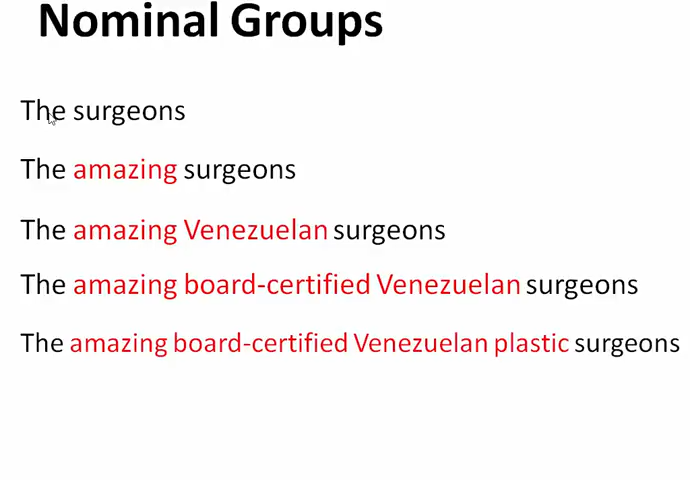 Nominal Groups
The surgeons
The amazing surgeons
The amazing Venezuelan surgeons
The amazing board-certified Venezuelan surgeons
The amazing board-certified Venezuelan plastic surgeons